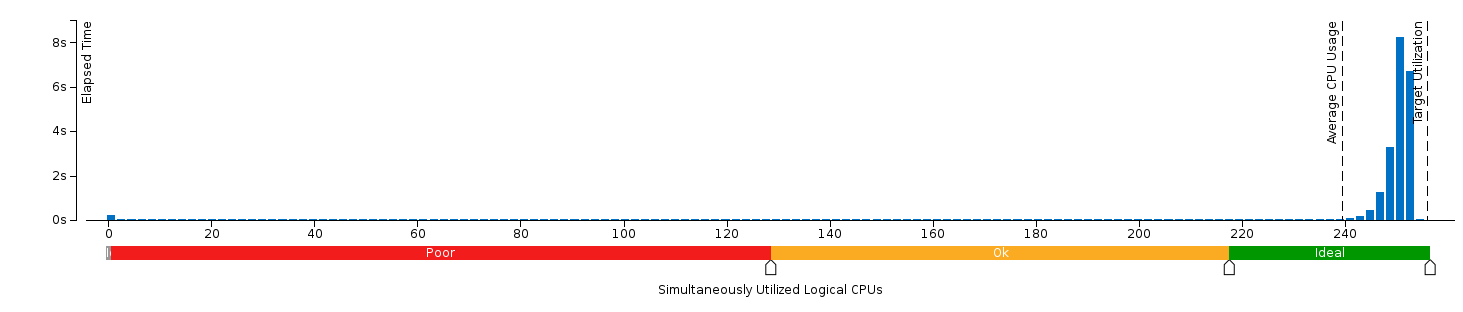 8s
6s
4s
2s
0s
Elapsed Time
Average CPU Usage
Target Utilization
0 20 40 60 80 100 120 140 160 180 200 220 240
Poor Ok Ideal
Simultaneously Utilized Logical CPUs